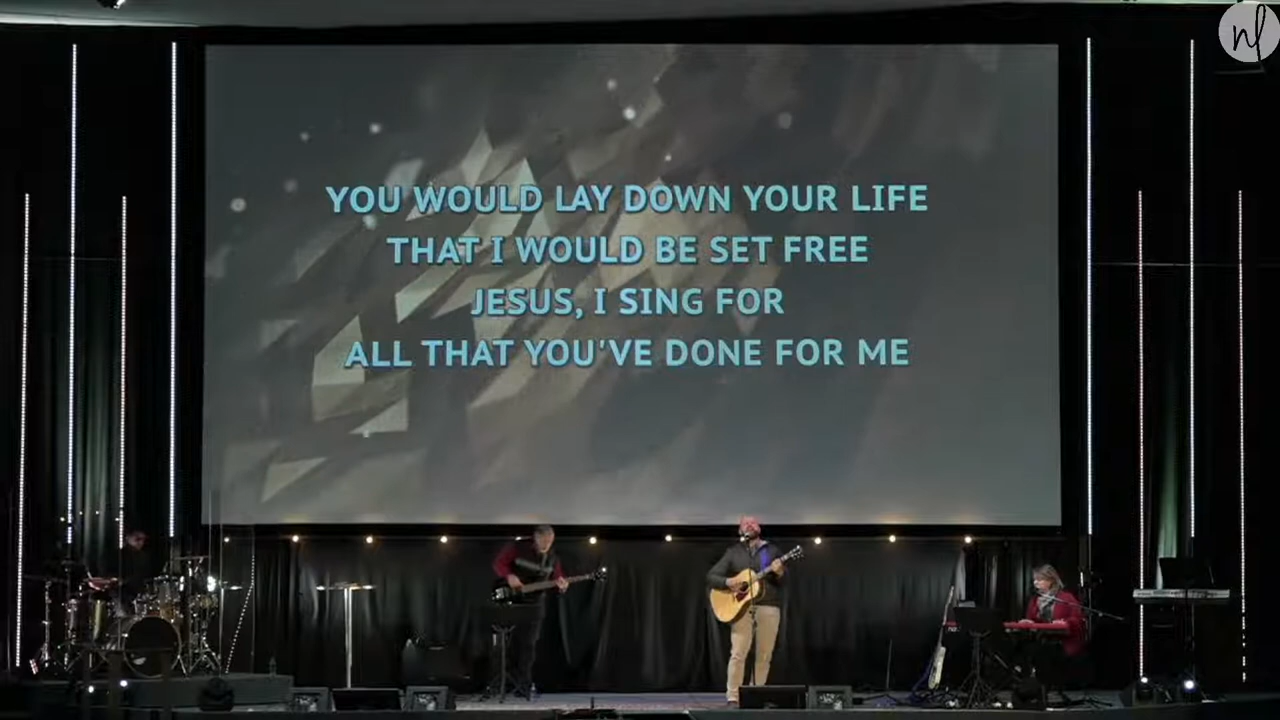 nl
YOU WOULD LAY DOWN YOUR LIFE
THAT I WOULD BE SET FREE
JESUS, I SING FOR
ALL THAT YOU'VE DONE FOR ME